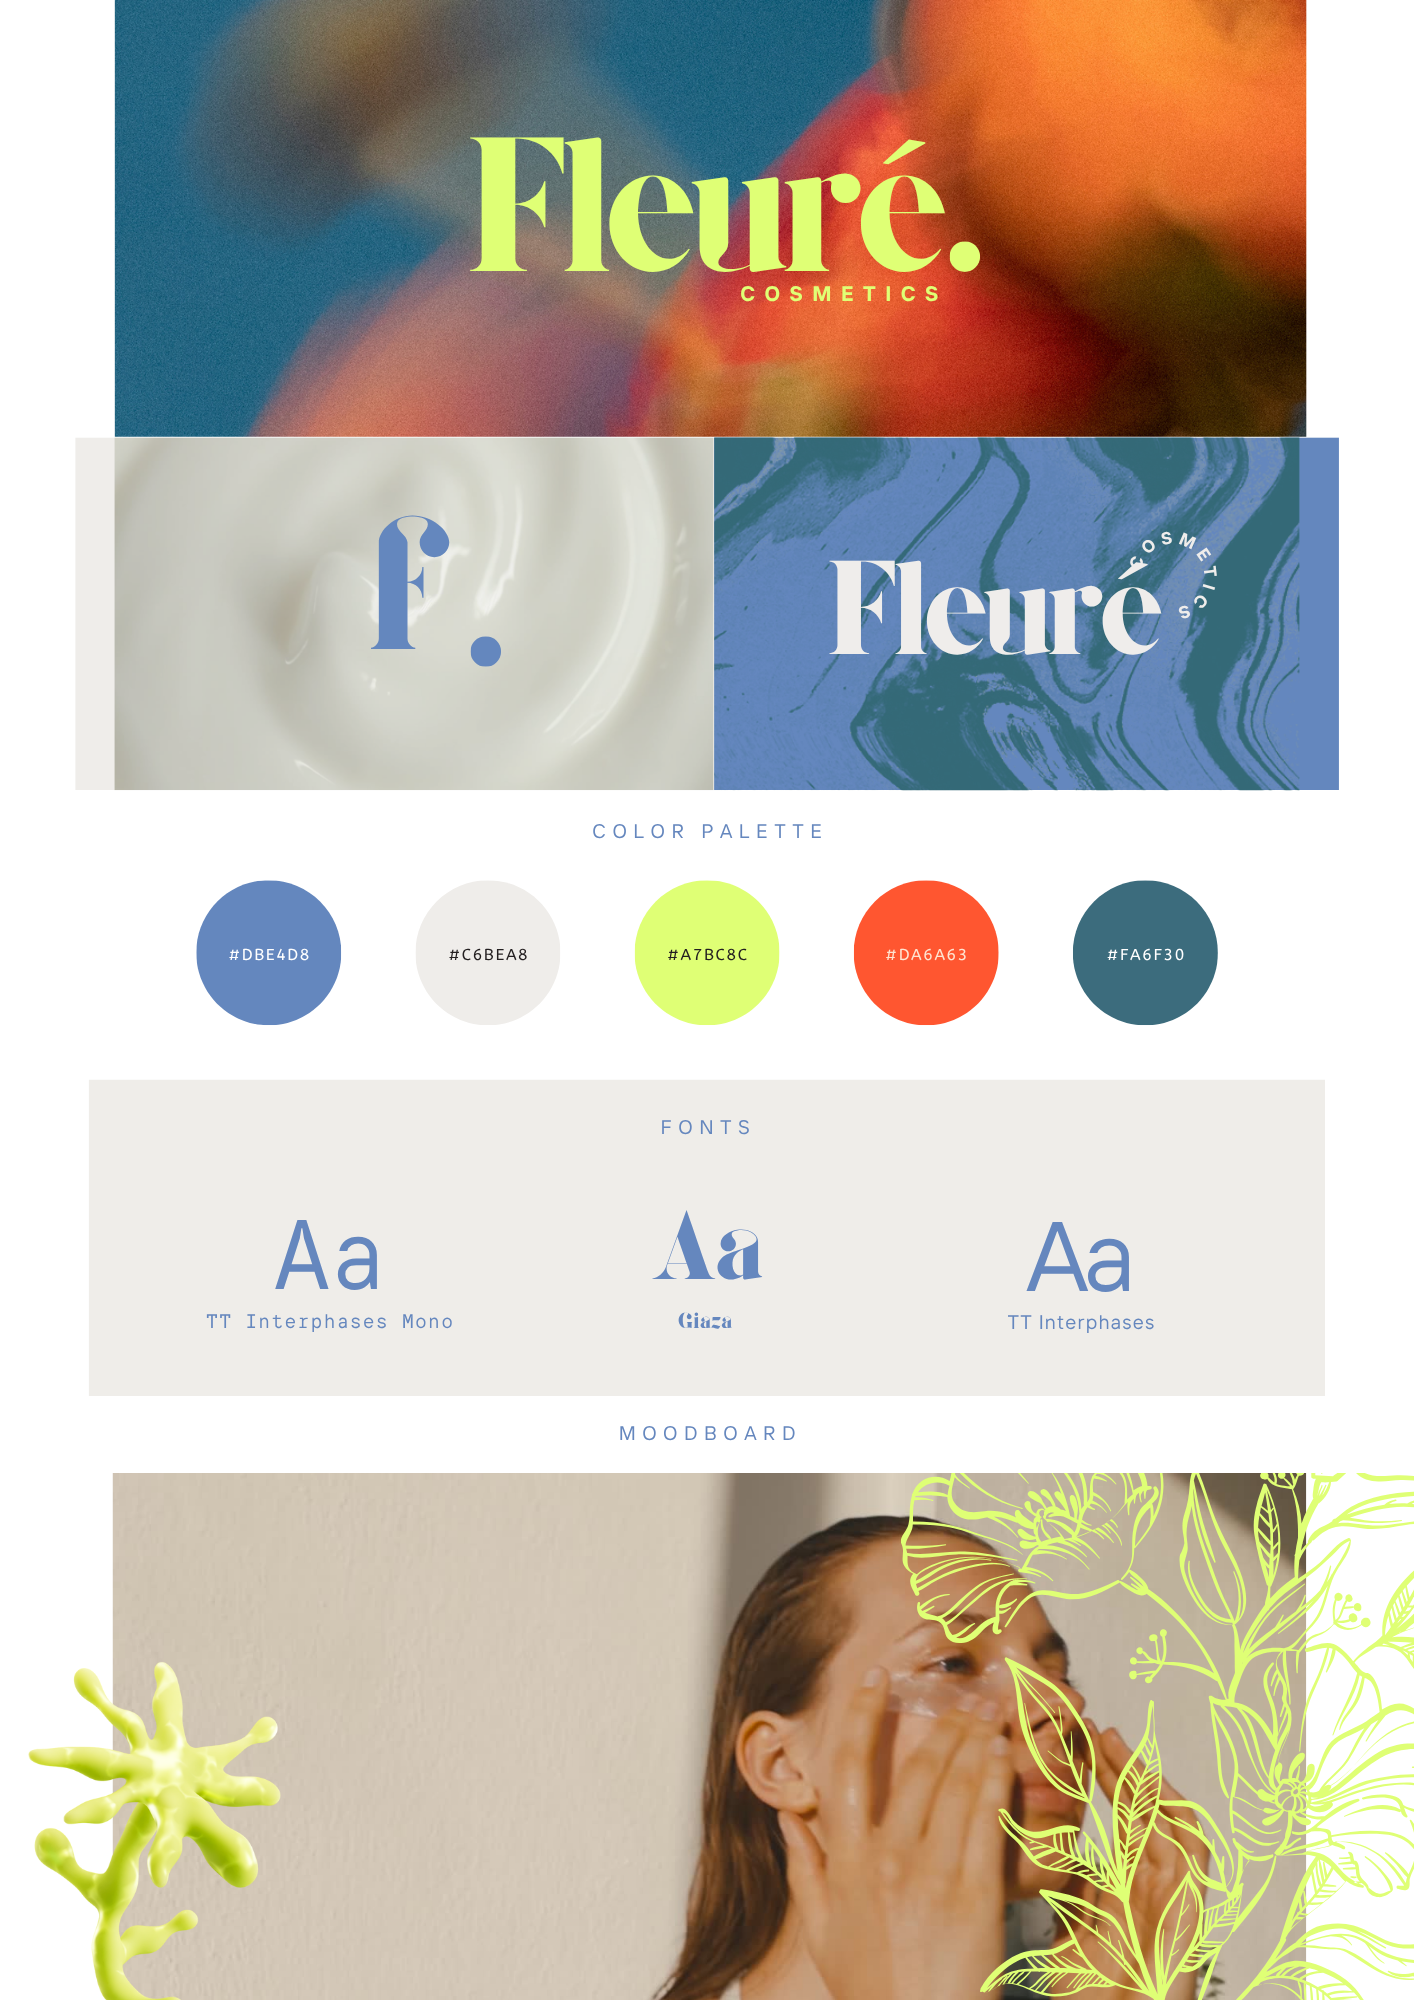 Fleuré.
COSMETICS
f.
Fleuré
COSMETICS
COLOR PALETTE
#DBE4D8
#C6BEA8
#A7BC8C
#DA6A63
#FA6F30
FONTS
Aa
Aa
Aa
TT Interphases Mono
Giaza
TT Interphases
MOODBOARD